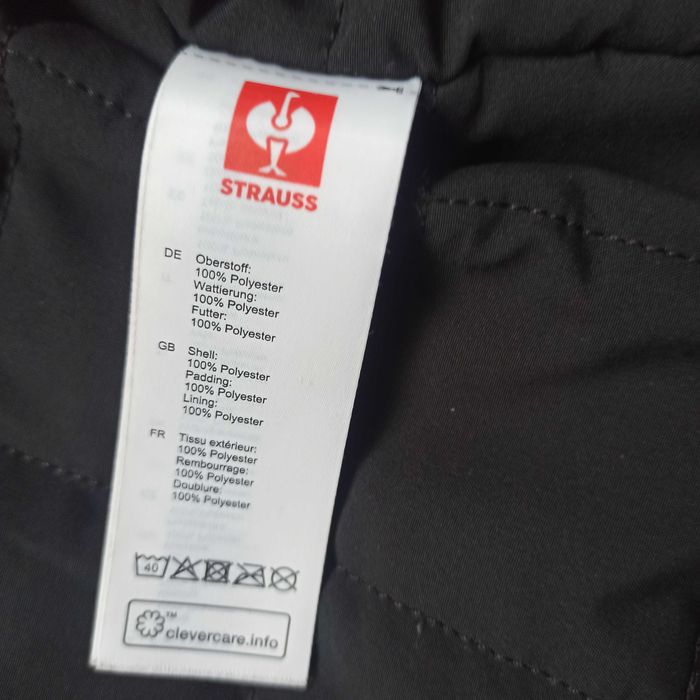 STRAUSS
DE Oberstoff:
100% Polyester
Wattierung:
100% Polyester
Futter:
100% Polyester
GB Shell:
100% Polyester
Padding:
100% Polyester
Lining:
100% Polyester
FR Tissu extérieur:
100% Polyester
Rembourrage:
100% Polyester
Doublure:
100% Polyester
40
™
clevercare.info